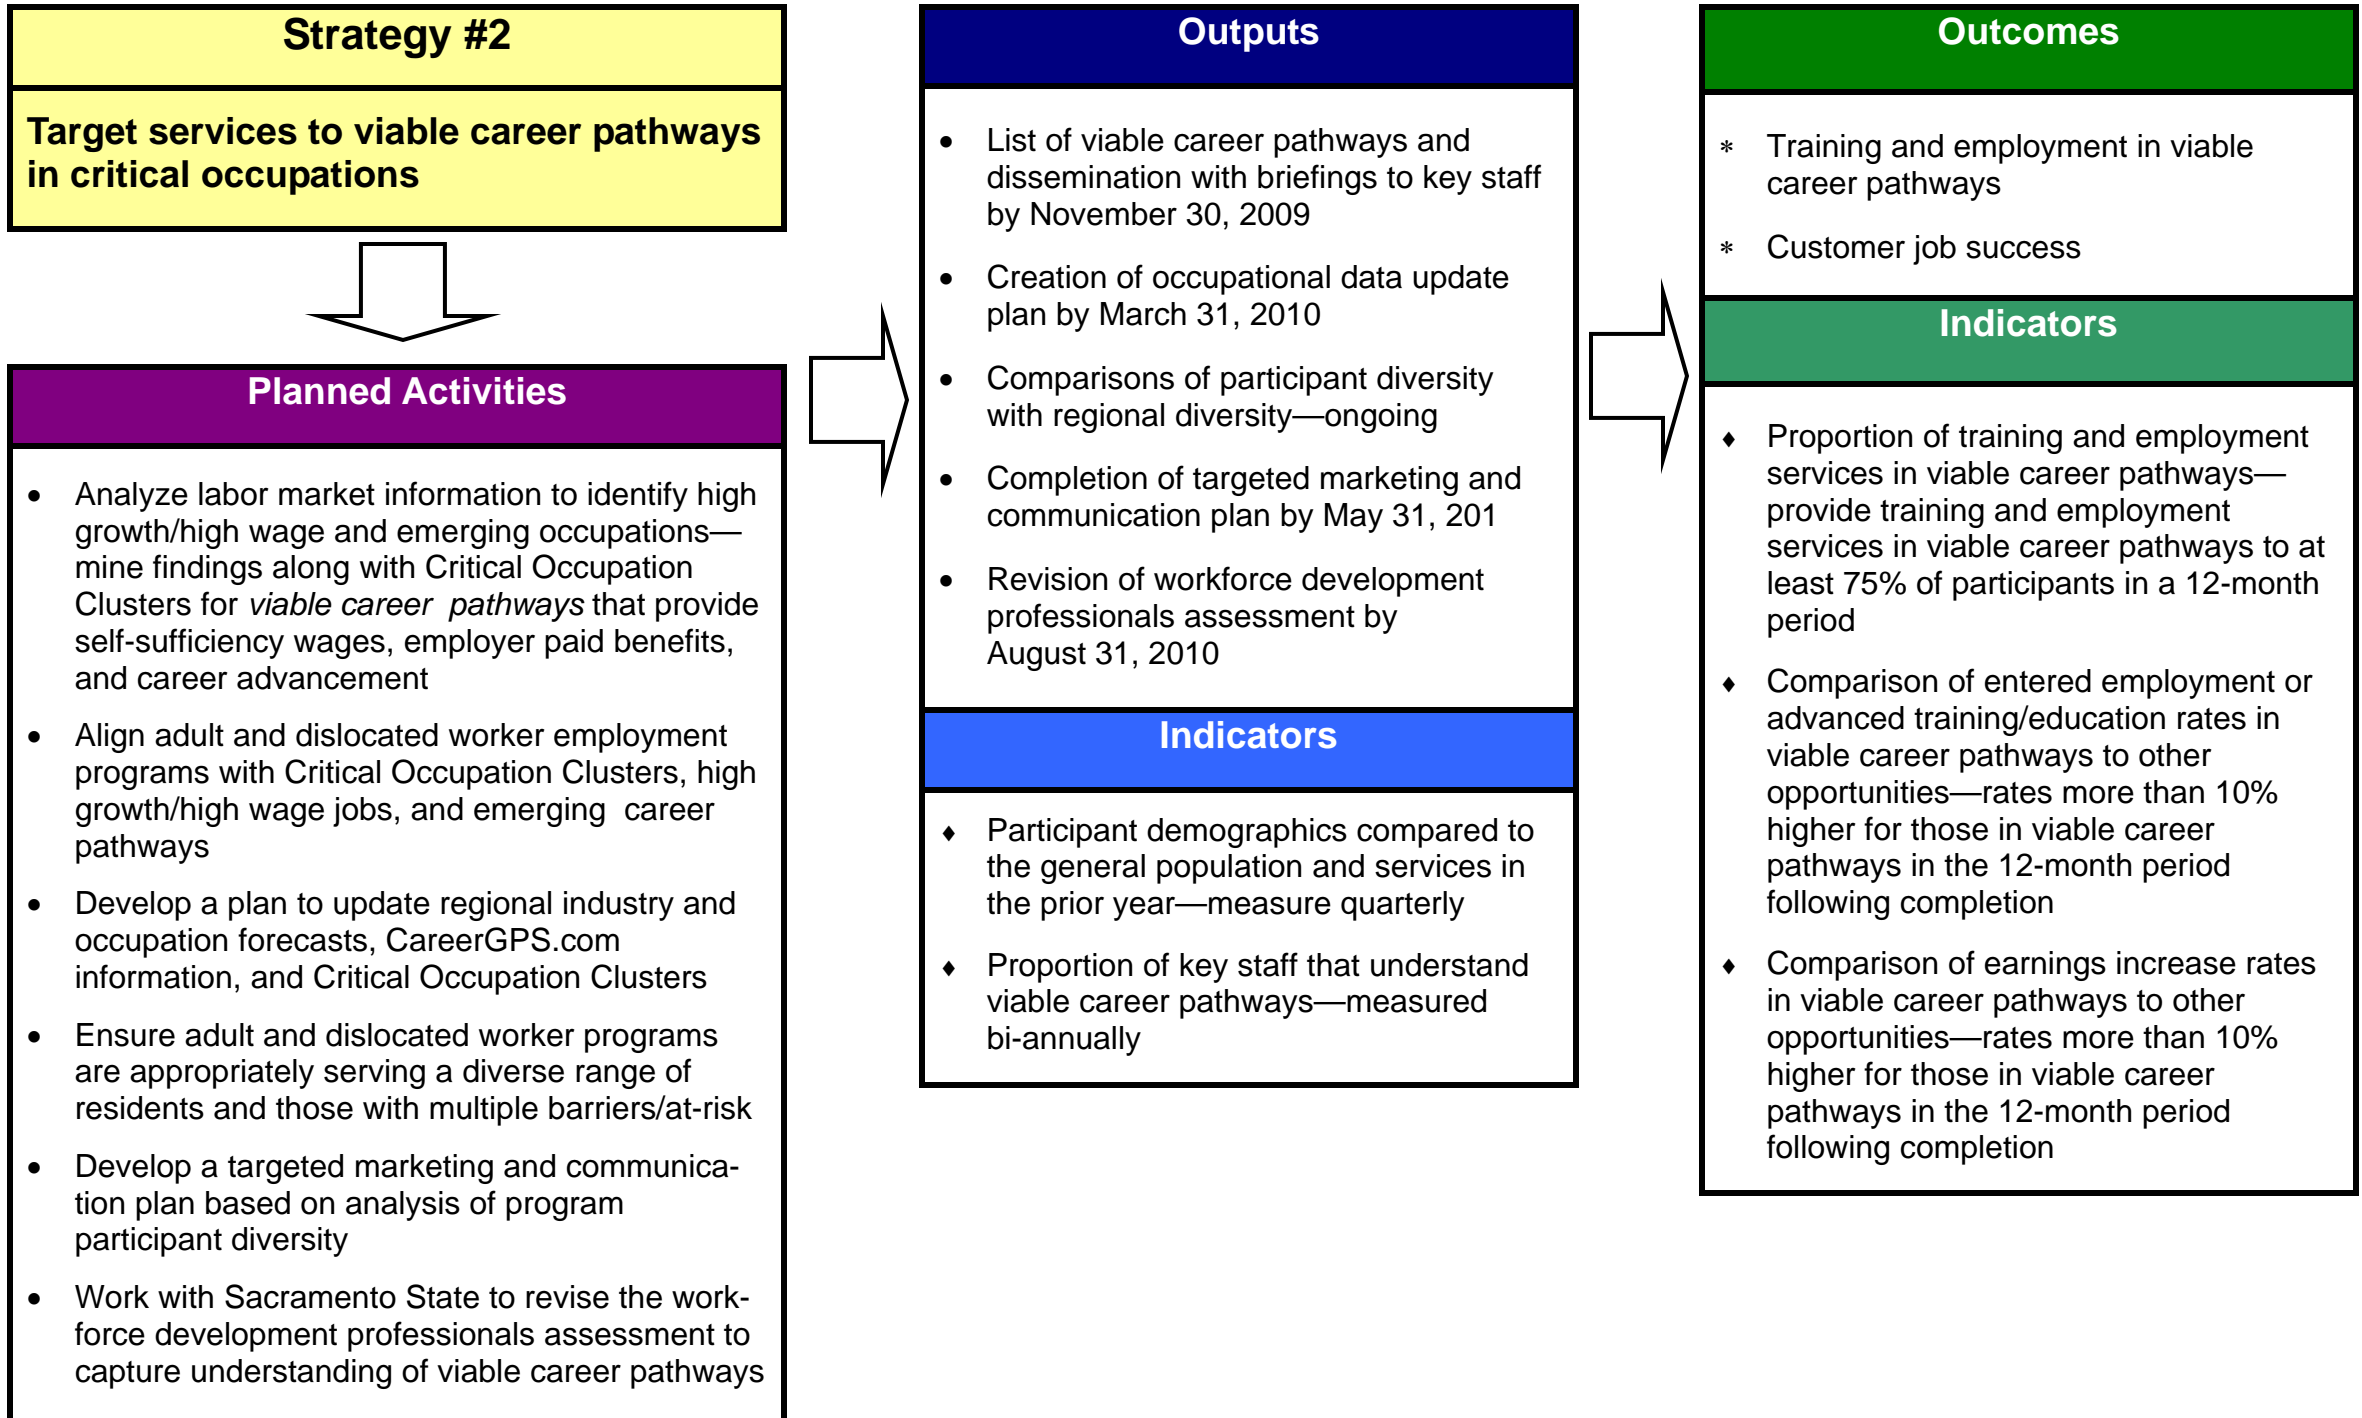 Strategy #2
Target services to viable career pathways
in critical occupations
Planned Activities
• Analyze labor market information to identify high
growth/high wage and emerging occupations—
mine findings along with Critical Occupation
Clusters for viable career pathways that provide
self-sufficiency wages, employer paid benefits,
and career advancement
• Align adult and dislocated worker employment
programs with Critical Occupation Clusters, high
growth/high wage jobs, and emerging career
pathways
• Develop a plan to update regional industry and
occupation forecasts, CareerGPS.com
information, and Critical Occupation Clusters
• Ensure adult and dislocated worker programs
are appropriately serving a diverse range of
residents and those with multiple barriers/at-risk
• Develop a targeted marketing and communica-
tion plan based on analysis of program
participant diversity
• Work with Sacramento State to revise the work-
force development professionals assessment to
capture understanding of viable career pathways
Outputs
• List of viable career pathways and
dissemination with briefings to key staff
by November 30, 2009
• Creation of occupational data update
plan by March 31, 2010
• Comparisons of participant diversity
with regional diversity—ongoing
• Completion of targeted marketing and
communication plan by May 31, 201
• Revision of workforce development
professionals assessment by
August 31, 2010
Indicators
♦ Participant demographics compared to
the general population and services in
the prior year—measure quarterly
♦ Proportion of key staff that understand
viable career pathways—measured
bi-annually
Outcomes
* Training and employment in viable
career pathways
* Customer job success
Indicators
♦ Proportion of training and employment
services in viable career pathways—
provide training and employment
services in viable career pathways to at
least 75% of participants in a 12-month
period
♦ Comparison of entered employment or
advanced training/education rates in
viable career pathways to other
opportunities—rates more than 10%
higher for those in viable career
pathways in the 12-month period
following completion
♦ Comparison of earnings increase rates
in viable career pathways to other
opportunities—rates more than 10%
higher for those in viable career
pathways in the 12-month period
following completion